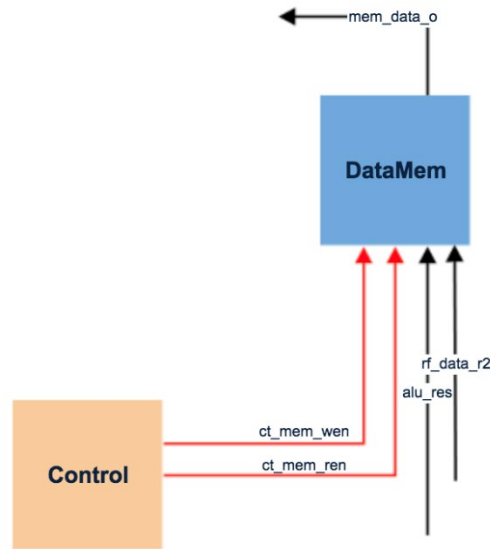 mem_data_o
DataMem
rf_data_r2
alu_res
ct_mem_wen
ct_mem_ren
Control